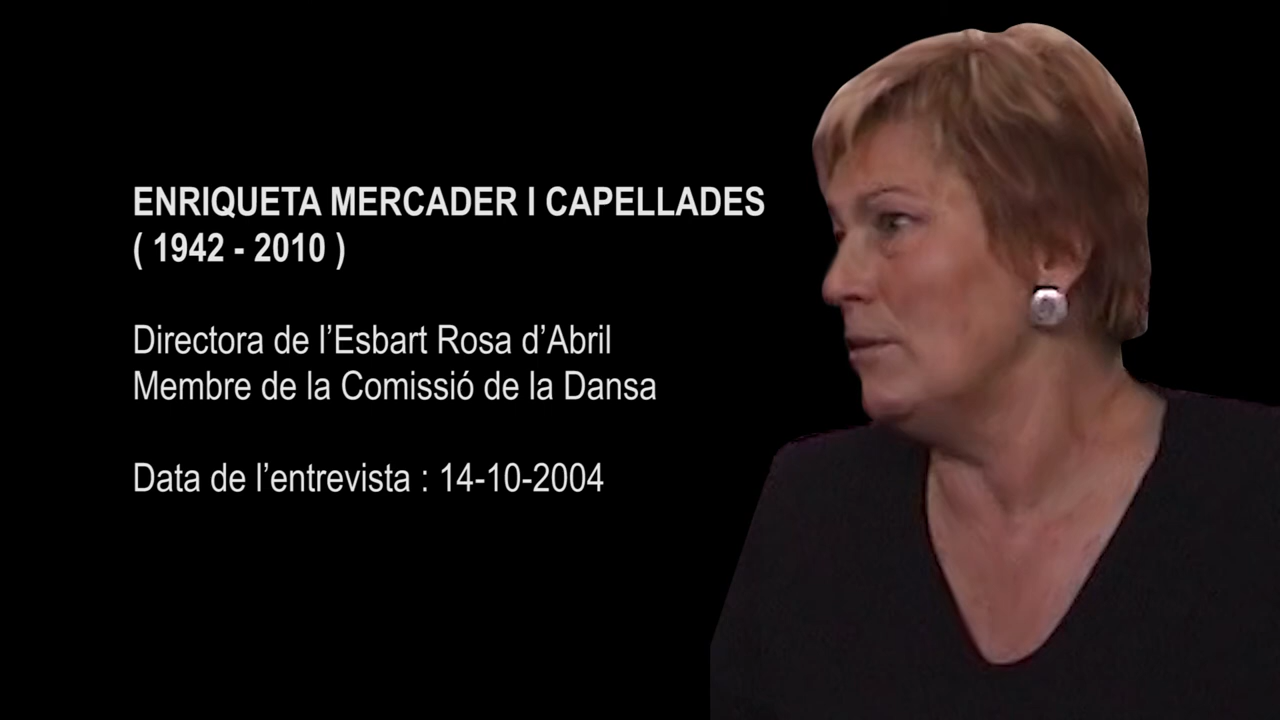 ENRIQUETA MERCADER I CAPELLADES
( 1942 - 2010 )
Directora de l’Esbart Rosa d’Abril
Membre de la Comissió de la Dansa
Data de l’entrevista : 14-10-2004